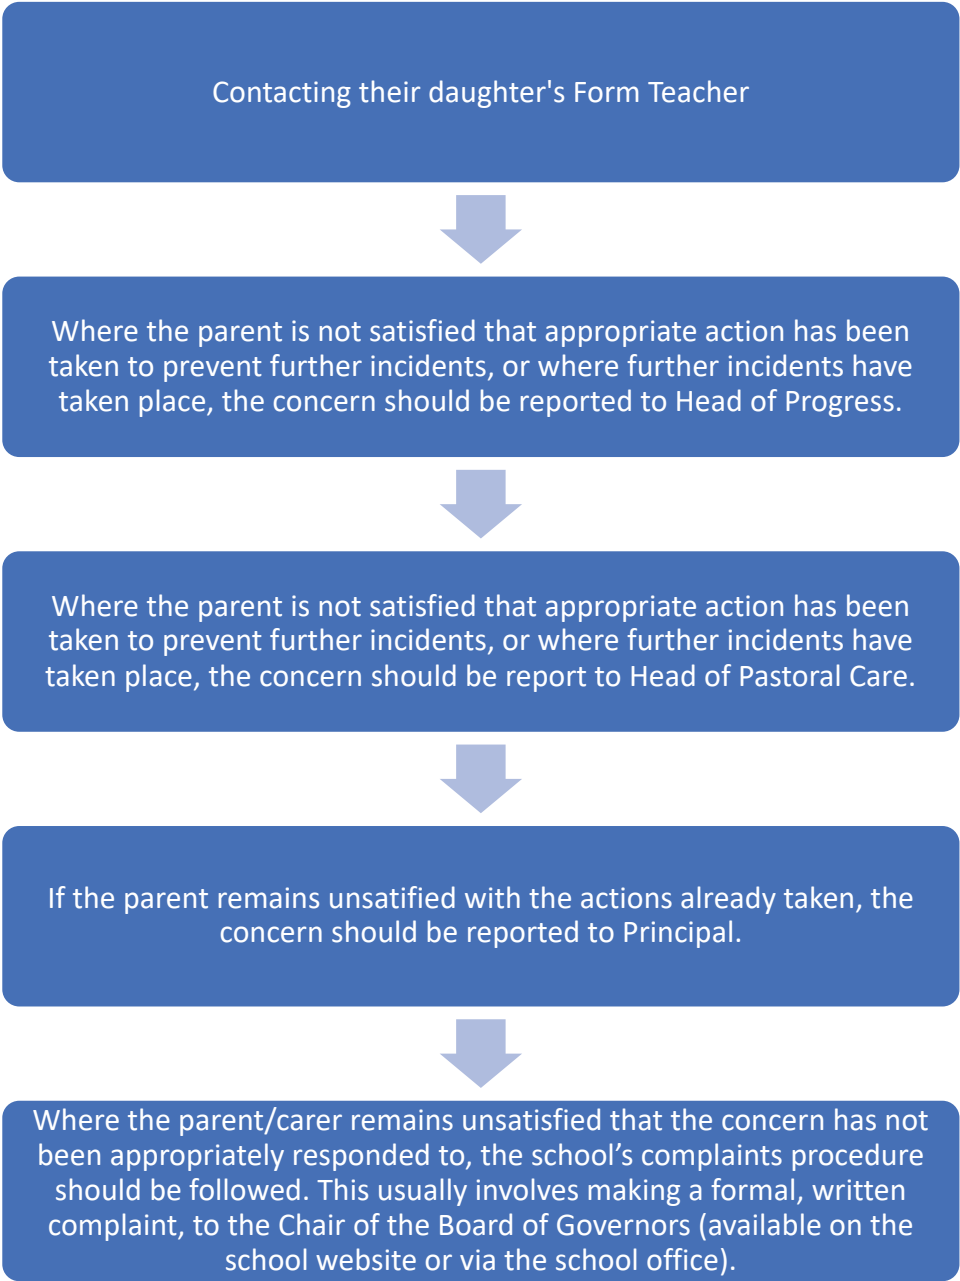 Contacting their daughter's Form Teacher
Where the parent is not satisfied that appropriate action has been
taken to prevent further incidents, or where further incidents have
taken place, the concern should be reported to Head of Progress.
Where the parent is not satisfied that appropriate action has been
taken to prevent further incidents, or where further incidents have
taken place, the concern should be report to Head of Pastoral Care.
If the parent remains unsatified with the actions already taken, the
concern should be reported to Principal.
Where the parent/carer remains unsatisfied that the concern has not
been appropriately responded to, the school’s complaints procedure
should be followed. This usually involves making a formal, written
complaint, to the Chair of the Board of Governors (available on the
school website or via the school office).